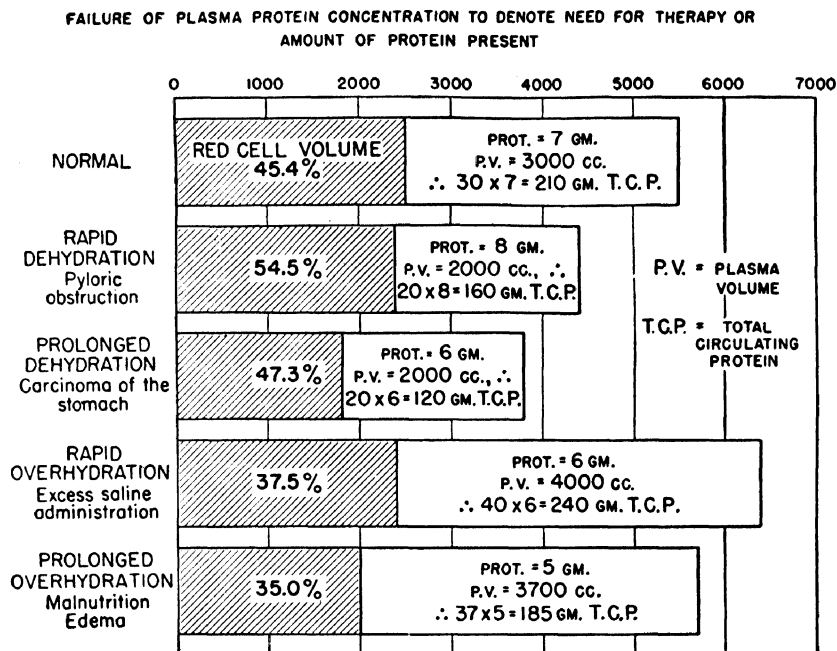 FAILURE OF PLASMA PROTEIN CONCENTRATION TO DENOTE NEED FOR THERAPY OR
AMOUNT OF PROTEIN PRESENT
0 1000 2000 3000 4000 5000 6000 7000
NORMAL
RED CELL VOLUME
45.4%
PROT. = 7 GM.
P.V. = 3000 CC.
∴ 30 x 7 = 210 GM. T.C.P.
RAPID
DEHYDRATION
Pyloric
obstruction
54.5%
PROT. = 8 GM.
P.V. = 2000 CC., ∴
20 x 8 = 160 GM. T.C.P.
P.V. = PLASMA
VOLUME
T.C.P. = TOTAL
CIRCULATING
PROTEIN
PROLONGED
DEHYDRATION
Carcinoma of the
stomach
47.3%
PROT. = 6 GM.
P.V. = 2000 CC., ∴
20 x 6 = 120 GM. T.C.P.
RAPID
OVERHYDRATION
Excess saline
administration
37.5%
PROT. = 6 GM.
P.V. = 4000 CC.
∴ 40 x 6 = 240 GM. T.C.P.
PROLONGED
OVERHYDRATION
Malnutrition
Edema
35.0%
PROT. = 5 GM.
P.V. = 3700 CC.
∴ 37 x 5 = 185 GM. T.C.P.